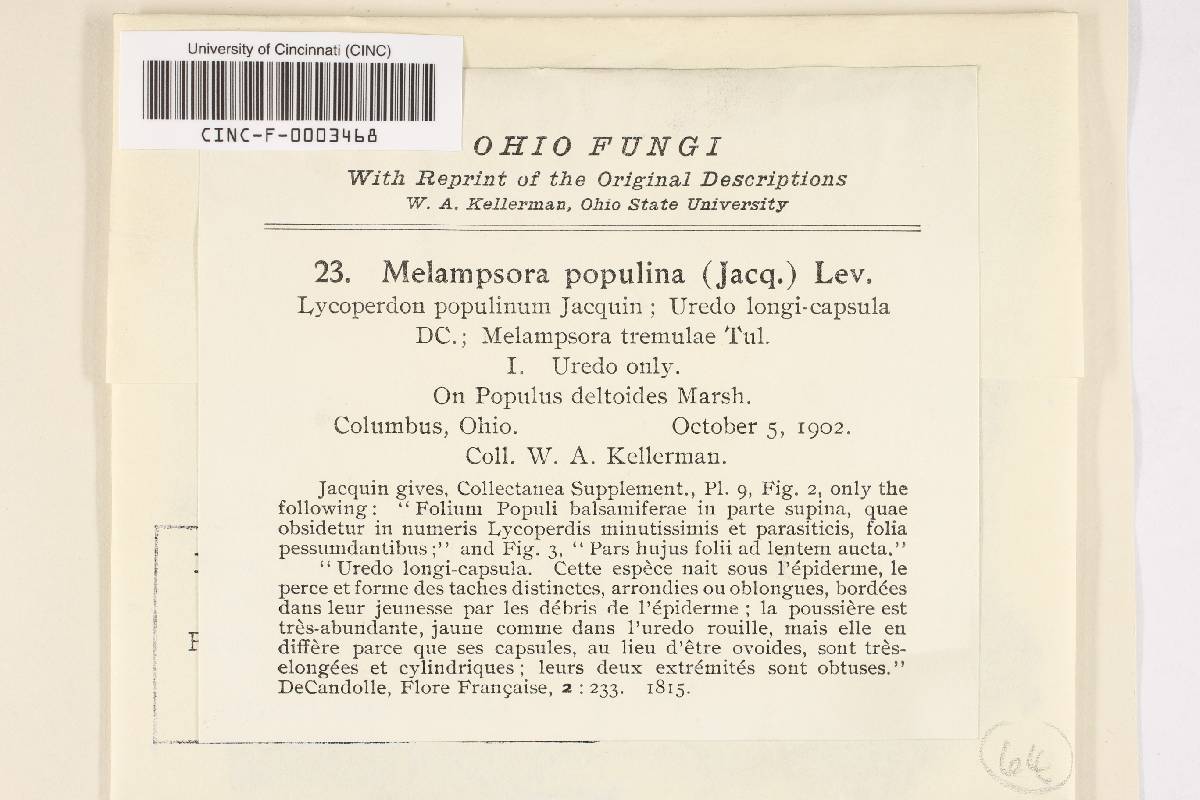 University of Cincinnati (CINC)
CINC-F-0003468
OHIO FUNGI
With Reprint of the Original Descriptions
W. A. Kellerman, Ohio State University
23. Melampsora populina (Jacq.) Lev.
Lycoperdon populinum Jacquin; Uredo longi-capsula
DC.; Melampsora tremulae Tul.
I. Uredo only.
On Populus deltoides Marsh.
Columbus, Ohio. October 5, 1902.
Coll. W. A. Kellerman.
Jacquin gives, Collectanea Supplement., Pl. 9, Fig. 2, only the
following: "Folium Populi balsamiferae in parte supina, quae
obsidetur in numeris Lycoperdis minutissimis et parasiticis, folia
pessumdantibus;" and Fig. 3, "Pars hujus folii ad lentem aucta."
"Uredo longi-capsula. Cette espèce nait sous l'épiderme, le
perce et forme des taches distinctes, arrondies ou oblongues, bordées
dans leur jeunesse par les débris de l'épiderme; la poussière est
très-abundante, jaune comme dans l'uredo rouille, mais elle en
diffère parce que ses capsules, au lieu d'être ovoides, sont très-
elongées et cylindriques; leurs deux extrémités sont obtuses."
DeCandolle, Flore Française, 2: 233. 1815.